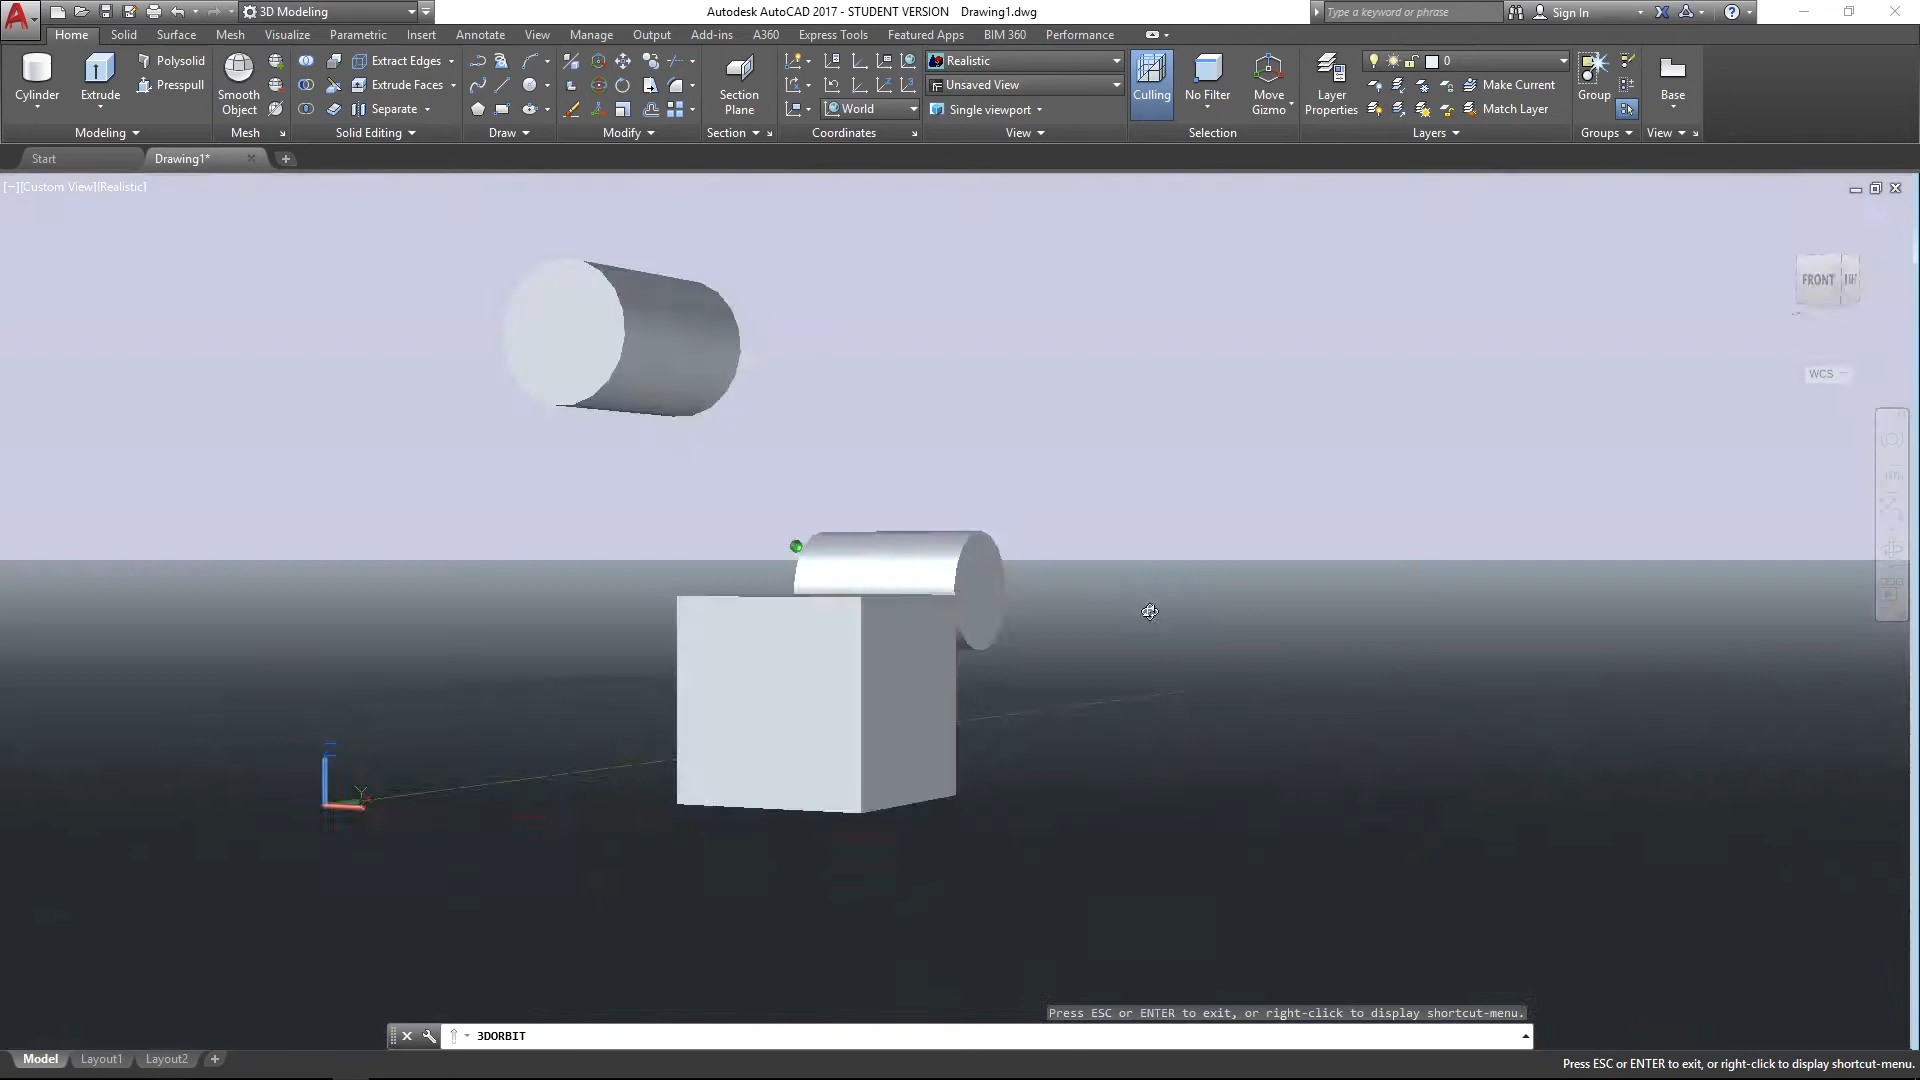 3D Modeling
Autodesk AutoCAD 2017 - STUDENT VERSION Drawing1.dwg
Type a keyword or phrase
Sign In
Home Solid Surface Mesh Visualize Parametric Insert Annotate View Manage Output Add-ins A360 Express Tools Featured Apps BIM 360 Performance
Cylinder
Extrude
Polysolid
Presspull
Smooth
Object
Extract Edges
Extrude Faces
Separate
Section
Plane
Realistic
Unsaved View
World
Single viewport
Culling
No Filter
Move
Gizmo
Layer
Properties
0
Make Current
Match Layer
Group
Base
Modeling Mesh Solid Editing Draw Modify Section Coordinates View Selection Layers Groups View
Start Drawing1*
[−][Custom View][Realistic]
FRONT
WCS
Y
Press ESC or ENTER to exit, or right-click to display shortcut-menu.
3DORBIT
Model Layout1 Layout2
Press ESC or ENTER to exit, or right-click to display shortcut-menu.